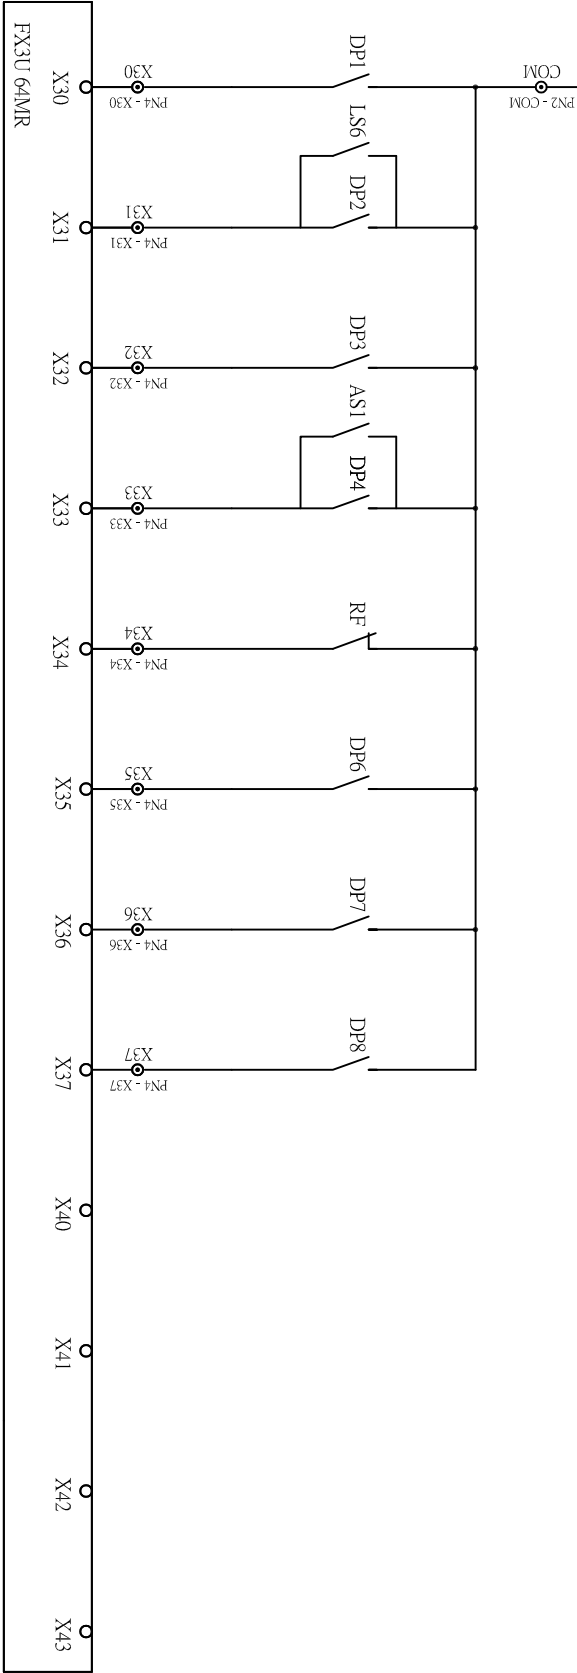 FX3U 64MR
X30
X30
PN4 - X30
DP1
COM
PN2 - COM
LS6
X31
X31
PN4 - X31
DP2
X32
X32
PN4 - X32
DP3
AS1
X33
X33
PN4 - X33
DP4
X34
X34
PN4 - X34
RF
X35
X35
PN4 - X35
DP6
X36
X36
PN4 - X36
DP7
X37
X37
PN4 - X37
DP8
X40
X41
X42
X43